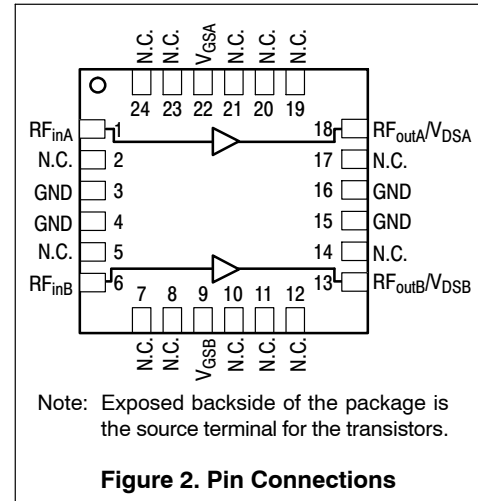 N.C. N.C. VGSA N.C. N.C. N.C.
24 23 22 21 20 19
RFinA 1 18 RFoutA/VDSA
N.C. 2 17 N.C.
GND 3 16 GND
GND 4 15 GND
N.C. 5 14 N.C.
RFinB 6 13 RFoutB/VDSB
7 8 9 10 11 12
N.C. N.C. VGSB N.C. N.C. N.C.
Note: Exposed backside of the package is
the source terminal for the transistors.
Figure 2. Pin Connections